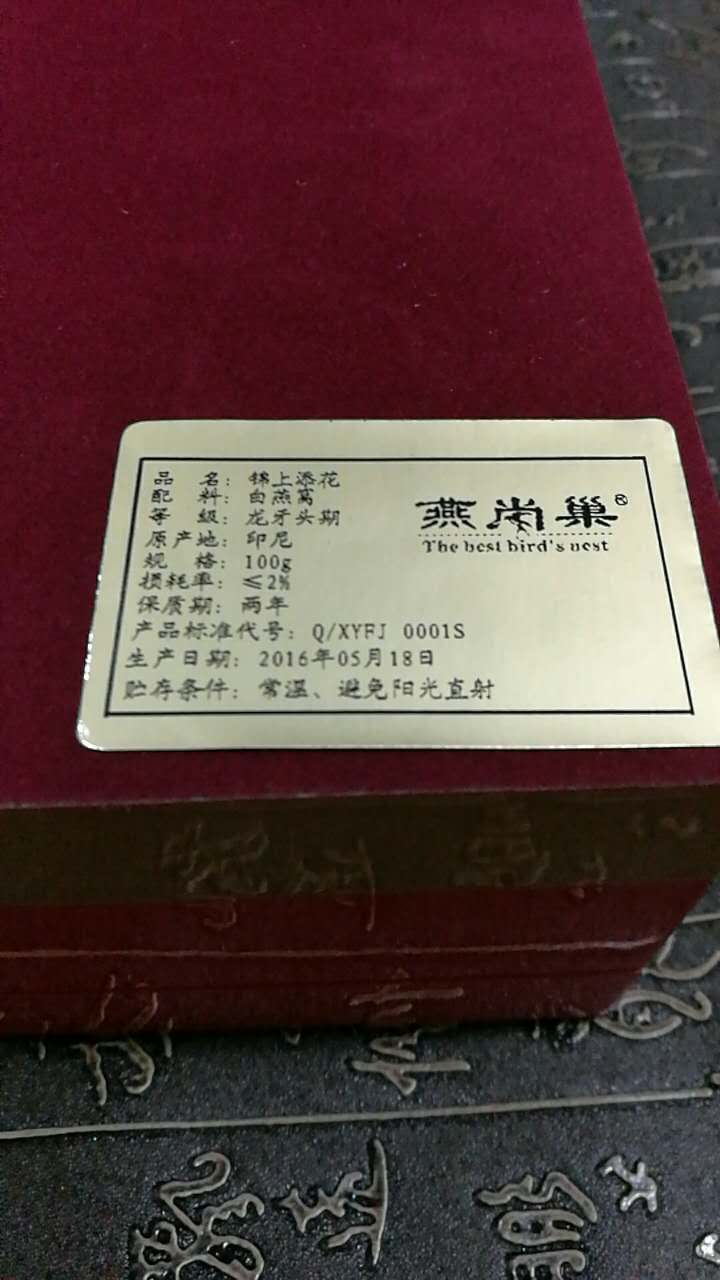 品 名：锦上添花
配 料：白燕窝
等 级：龙牙头期
原产地：印尼
规 格：100g
损耗率：≤2%
保质期：两年
产品标准代号：Q/XYFJ 0001S
生产日期：2016年05月18日
贮存条件：常温、避免阳光直射
燕尚巢®
The best bird's nest